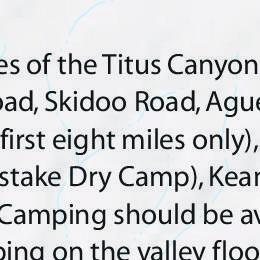 es of the Titus Canyon
oad, Skidoo Road, Ague
first eight miles only),
stake Dry Camp), Kear
Camping should be av
ping on the valley floo